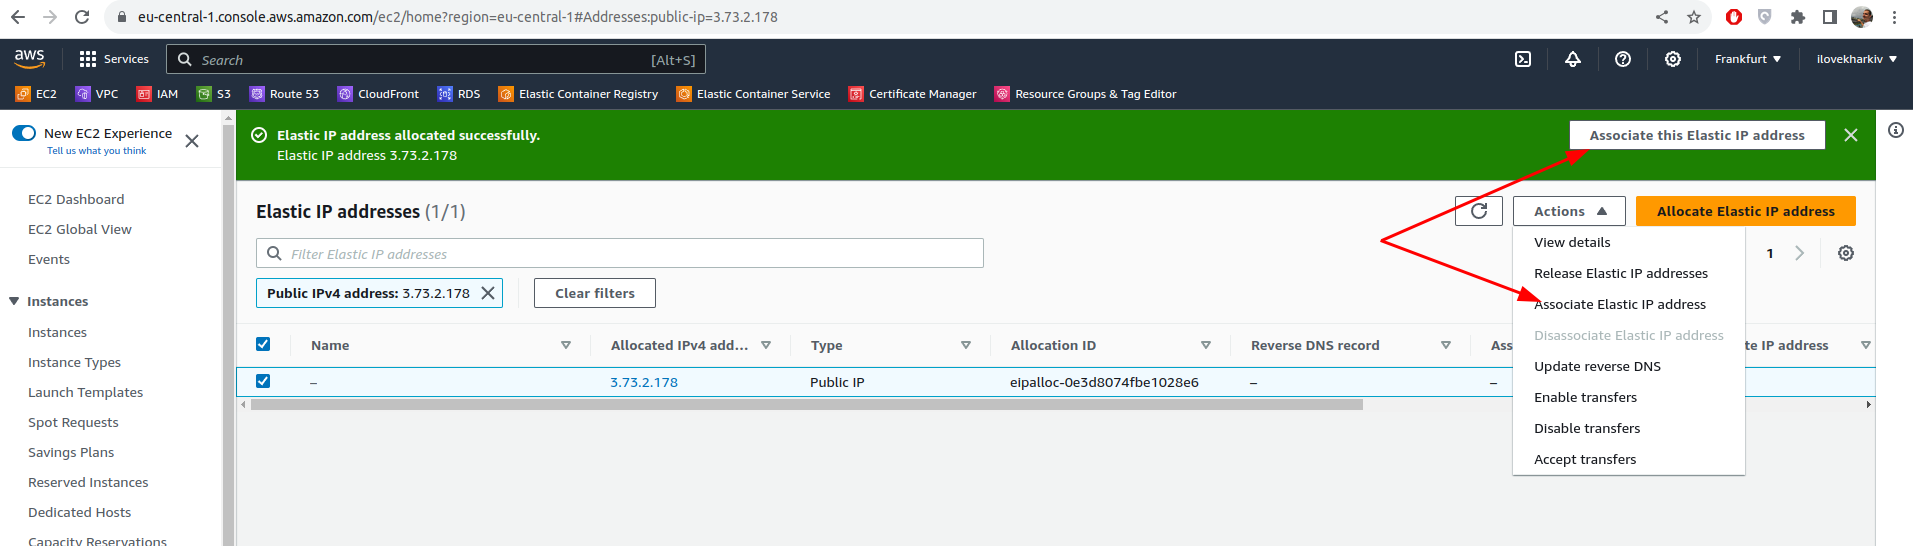 eu-central-1.console.aws.amazon.com/ec2/home?region=eu-central-1#Addresses:public-ip=3.73.2.178
aws Services Search [Alt+S] Frankfurt ilovekharkiv
EC2 VPC IAM S3 Route 53 CloudFront RDS Elastic Container Registry Elastic Container Service Certificate Manager Resource Groups & Tag Editor
New EC2 Experience
Tell us what you think
EC2 Dashboard
EC2 Global View
Events
Instances
Instances
Instance Types
Launch Templates
Spot Requests
Savings Plans
Reserved Instances
Dedicated Hosts
Capacity Reservations
Elastic IP address allocated successfully.
Elastic IP address 3.73.2.178
Associate this Elastic IP address
Elastic IP addresses (1/1)
Actions
Allocate Elastic IP address
Filter Elastic IP addresses
1
Public IPv4 address: 3.73.2.178
Clear filters
View details
Release Elastic IP addresses
Associate Elastic IP address
Disassociate Elastic IP address
Update reverse DNS
Enable transfers
Disable transfers
Accept transfers
Name Allocated IPv4 add... Type Allocation ID Reverse DNS record Ass te IP address
– 3.73.2.178 Public IP eipalloc-0e3d8074fbe1028e6 – –